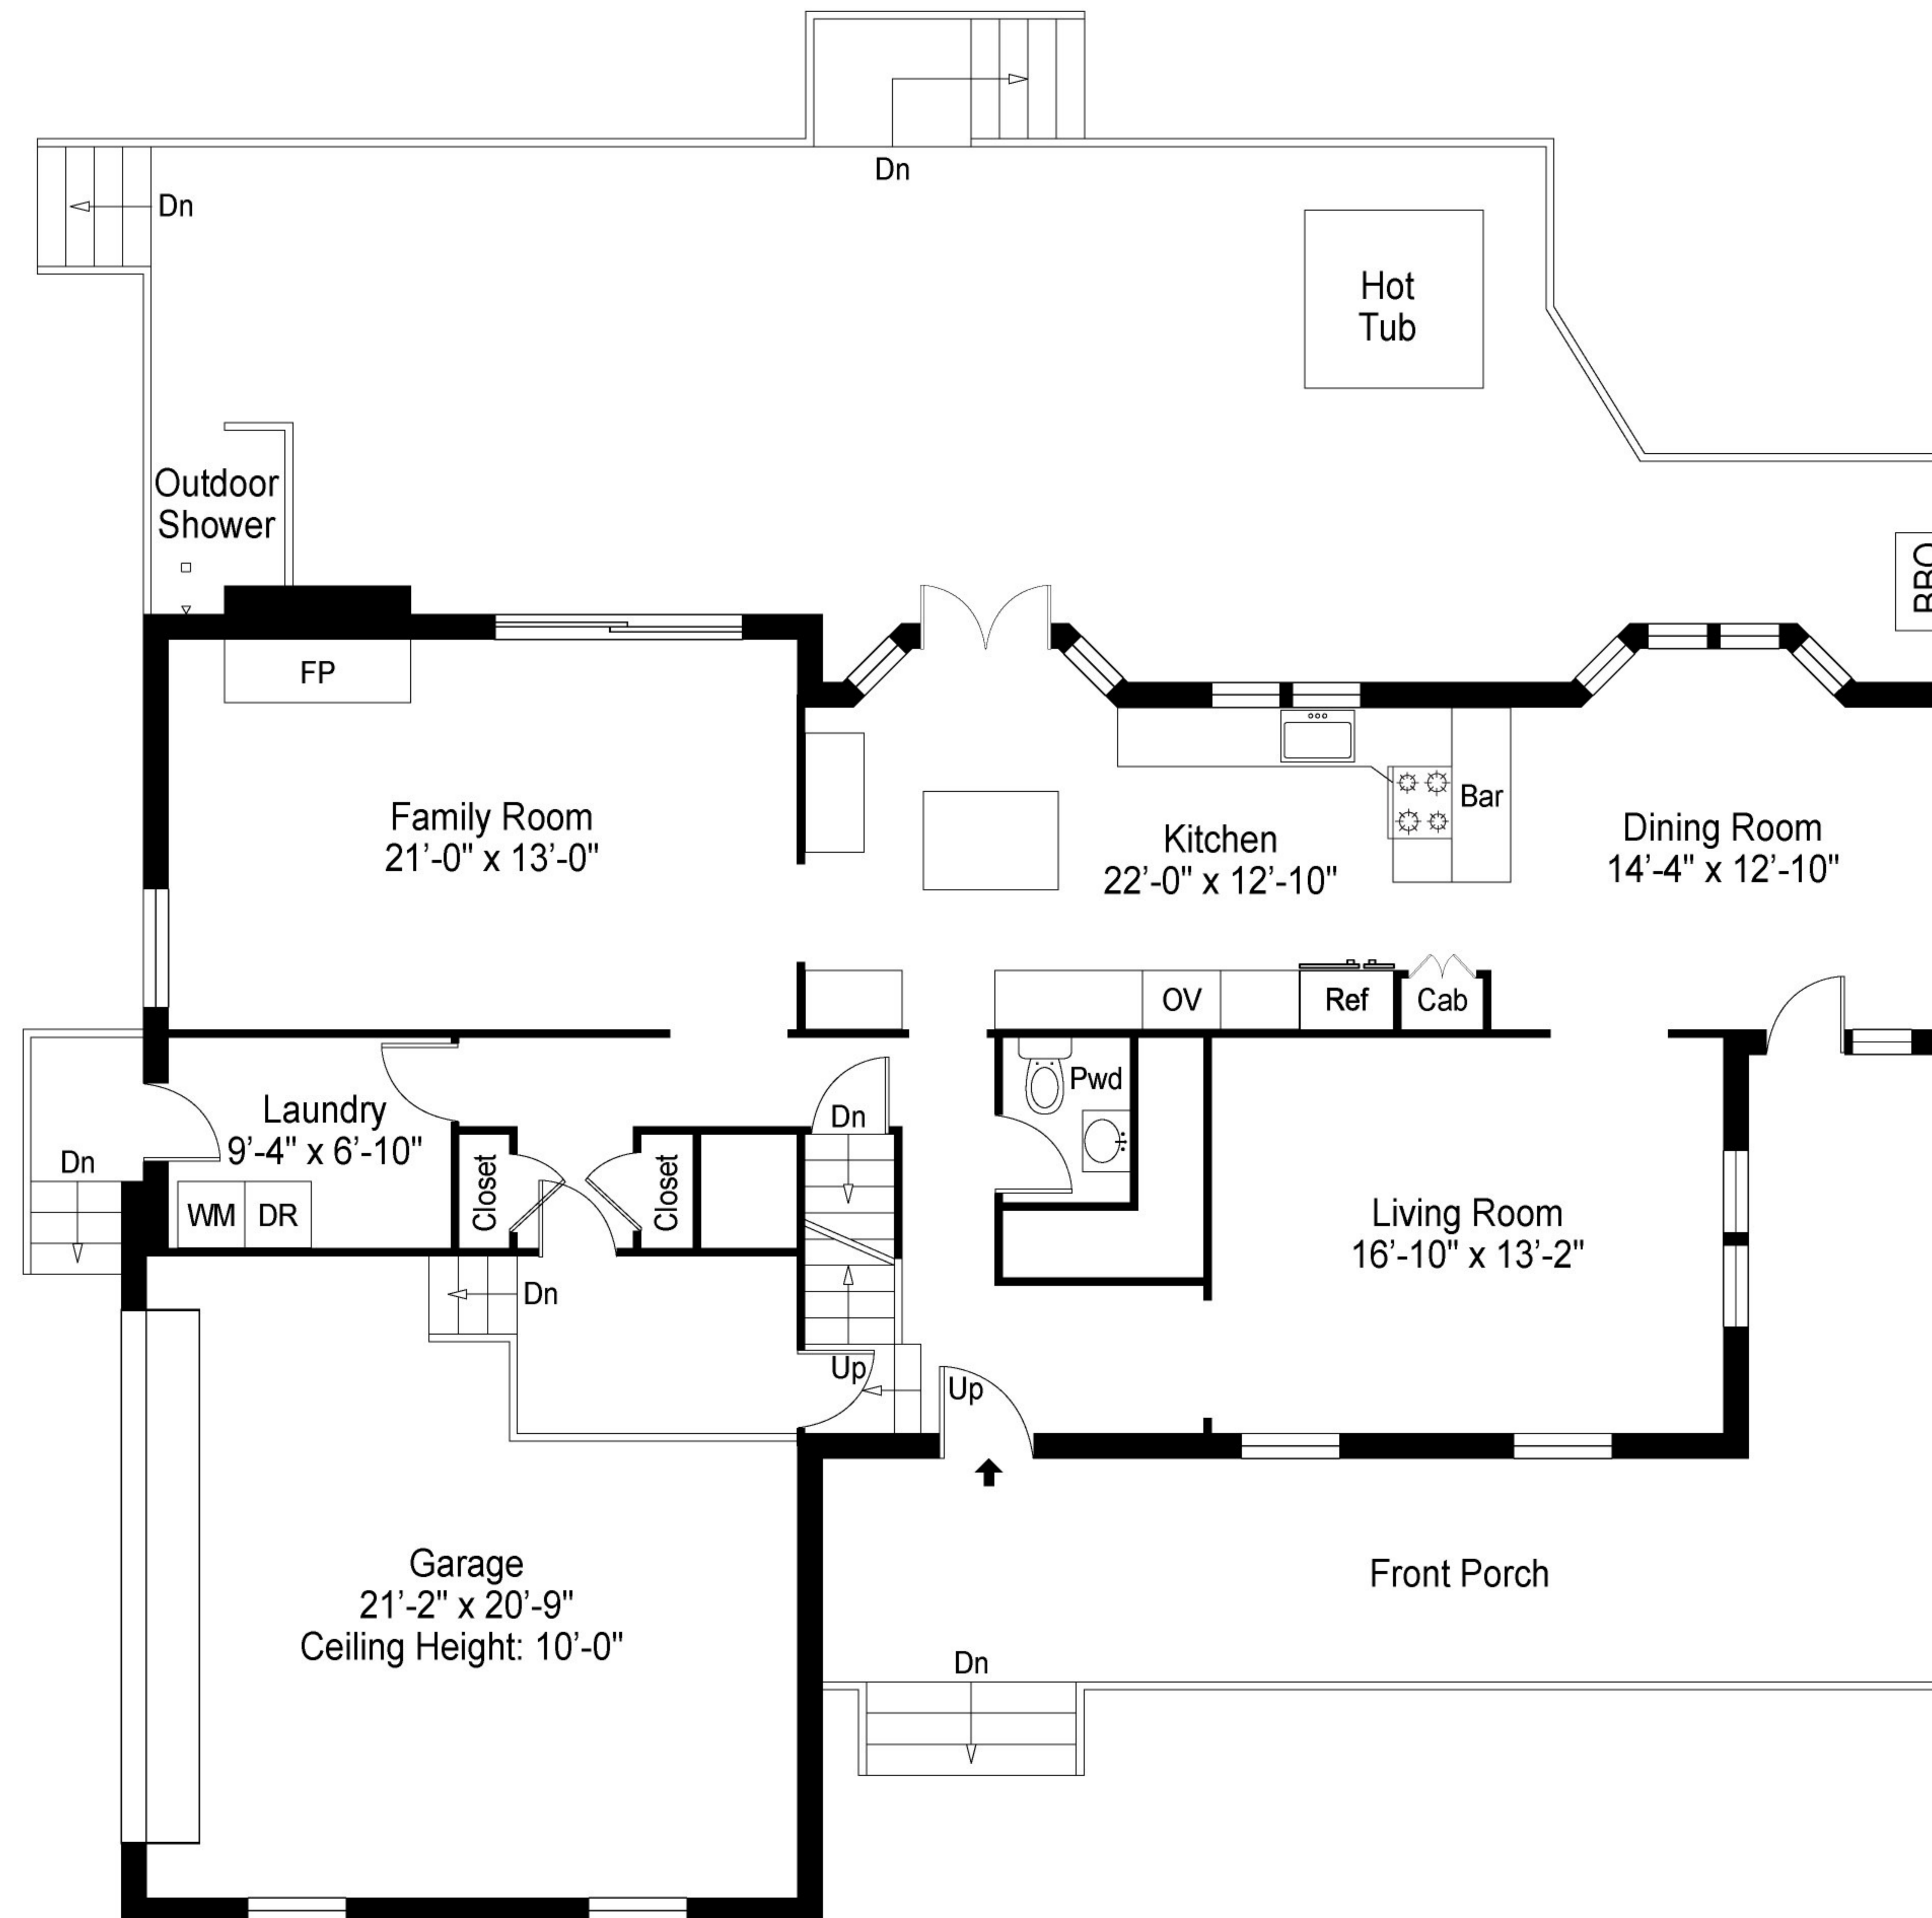 Dn
Dn
Hot
Tub
Outdoor
Shower
BBQ
FP
Family Room
21'-0" x 13'-0"
Kitchen
22'-0" x 12'-10"
Bar
Dining Room
14'-4" x 12'-10"
OV
Ref
Cab
Laundry
9'-4" x 6'-10"
Dn
Pwd
Dn
WM
DR
Closet
Closet
Living Room
16'-10" x 13'-2"
Dn
Up
Up
Garage
21'-2" x 20'-9"
Ceiling Height: 10'-0"
Front Porch
Dn